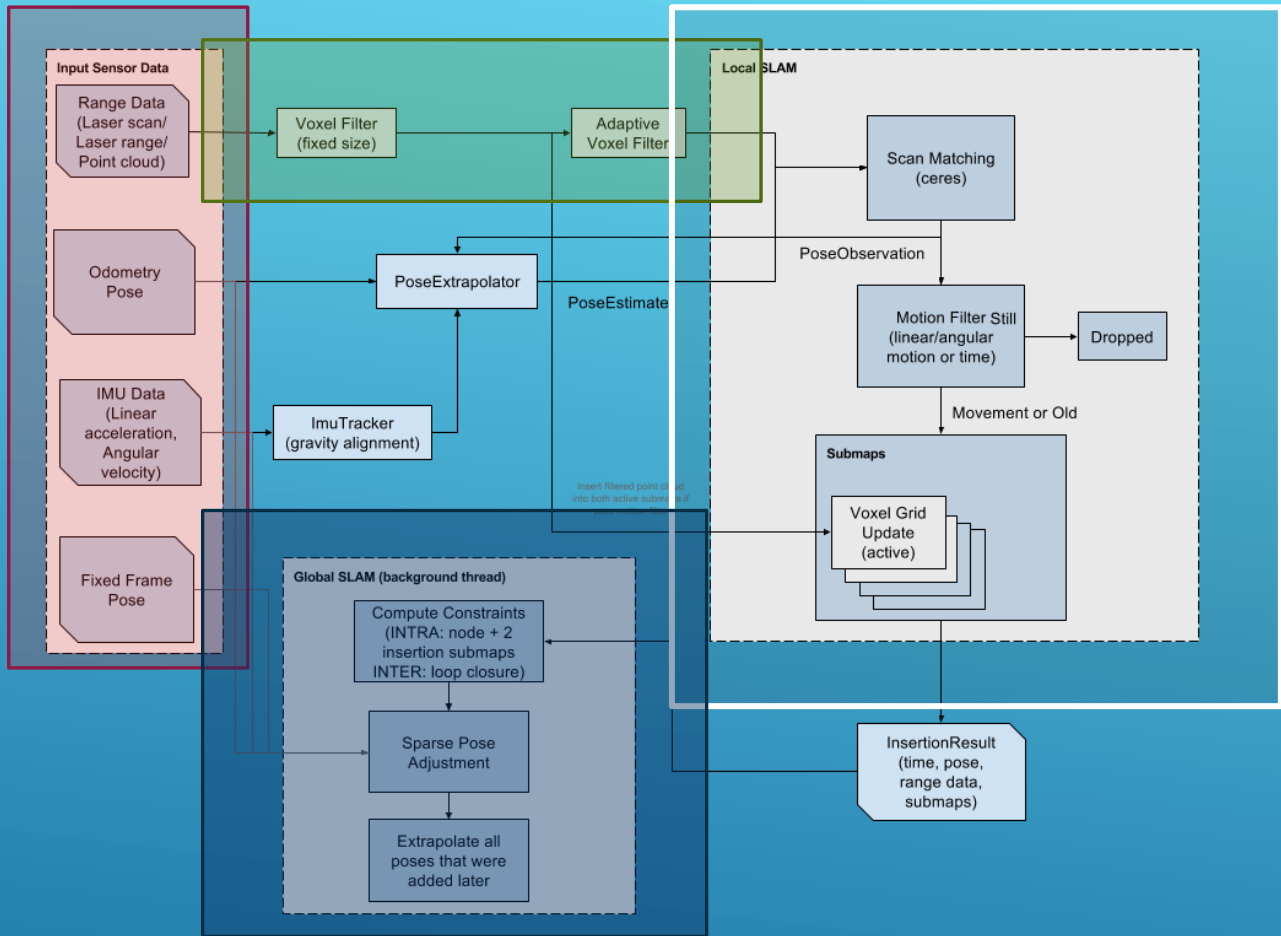 Input Sensor Data
Range Data
(Laser scan/
Laser range/
Point cloud)
Voxel Filter
(fixed size)
Adaptive
Voxel Filter
Local SLAM
Scan Matching
(ceres)
PoseObservation
Odometry
Pose
PoseExtrapolator
PoseEstimate
Motion Filter
(linear/angular
motion or time)
Still
Dropped
Movement or Old
IMU Data
(Linear
acceleration,
Angular
velocity)
ImuTracker
(gravity alignment)
Submaps
Voxel Grid
Update
(active)
Insert filtered point cloud
into both active submaps if
Fixed Frame
Pose
Global SLAM (background thread)
Compute Constraints
(INTRA: node + 2
insertion submaps
INTER: loop closure)
Sparse Pose
Adjustment
Extrapolate all
poses that were
added later
InsertionResult
(time, pose,
range data,
submaps)